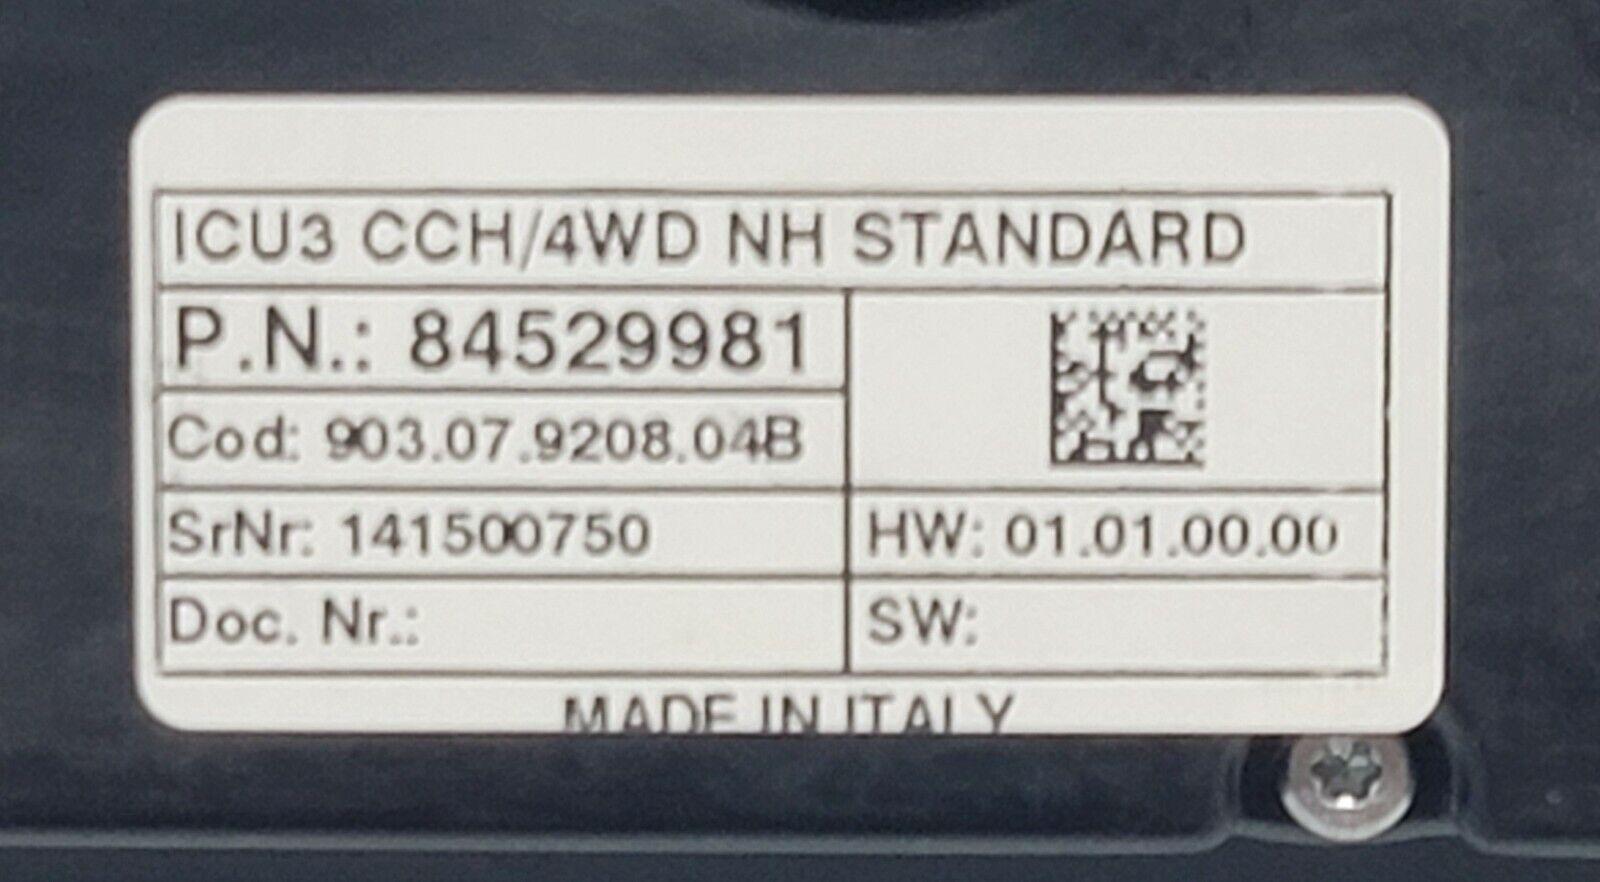 ICU3 CCH/4WD NH STANDARD
P.N.: 84529981
Cod: 903.07.9208.04B
SrNr: 141500750
HW: 01.01.00.00
Doc. Nr.:
SW:
MADE IN ITALY